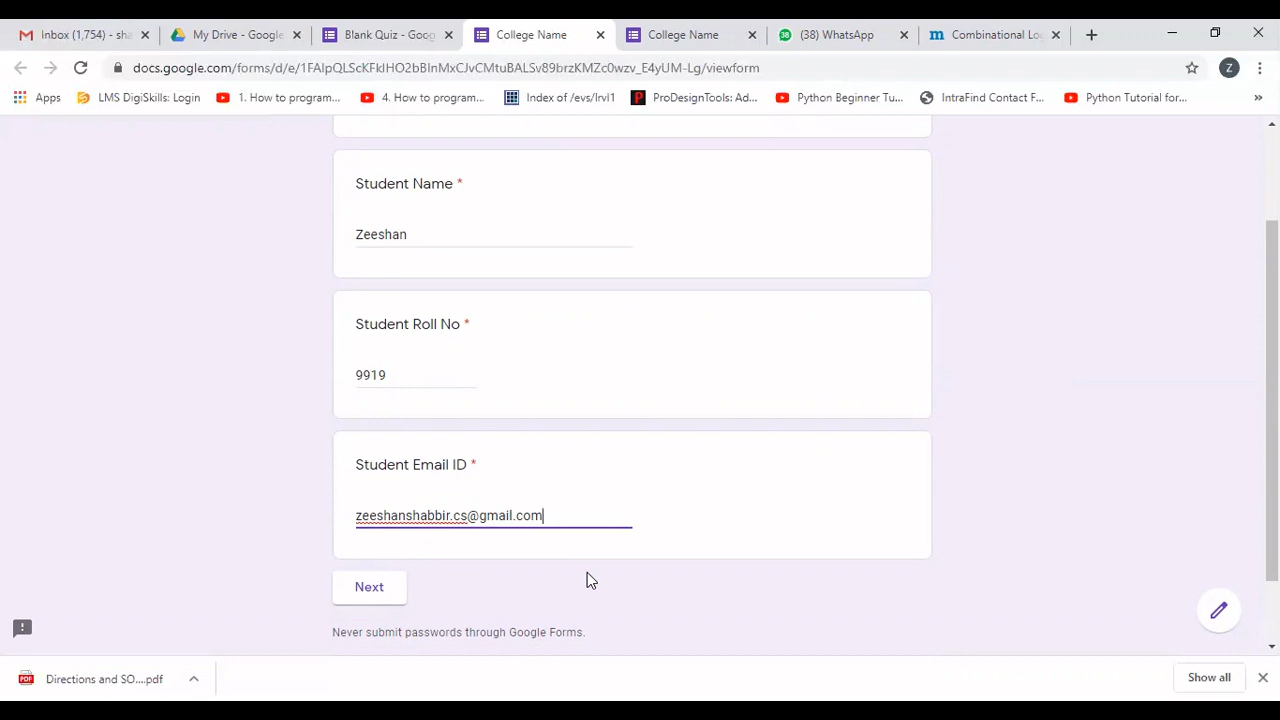 Inbox (1,754) - sha
My Drive - Google
Blank Quiz - Goog
College Name
College Name
(38) WhatsApp
Combinational Lo
docs.google.com/forms/d/e/1FAIpQLScKFkIHO2bBInMxCJvCMtuBALSv89brzKMZc0wzv_E4yUM-Lg/viewform
Z
Apps
LMS DigiSkills: Login
1. How to program...
4. How to program...
Index of /evs/lrvl1
ProDesignTools: Ad...
Python Beginner Tu...
IntraFind Contact F...
Python Tutorial for...
»
Student Name *
Zeeshan
Student Roll No *
9919
Student Email ID *
zeeshanshabbir.cs@gmail.com
Next
Never submit passwords through Google Forms.
PDF
Directions and SO....pdf
Show all